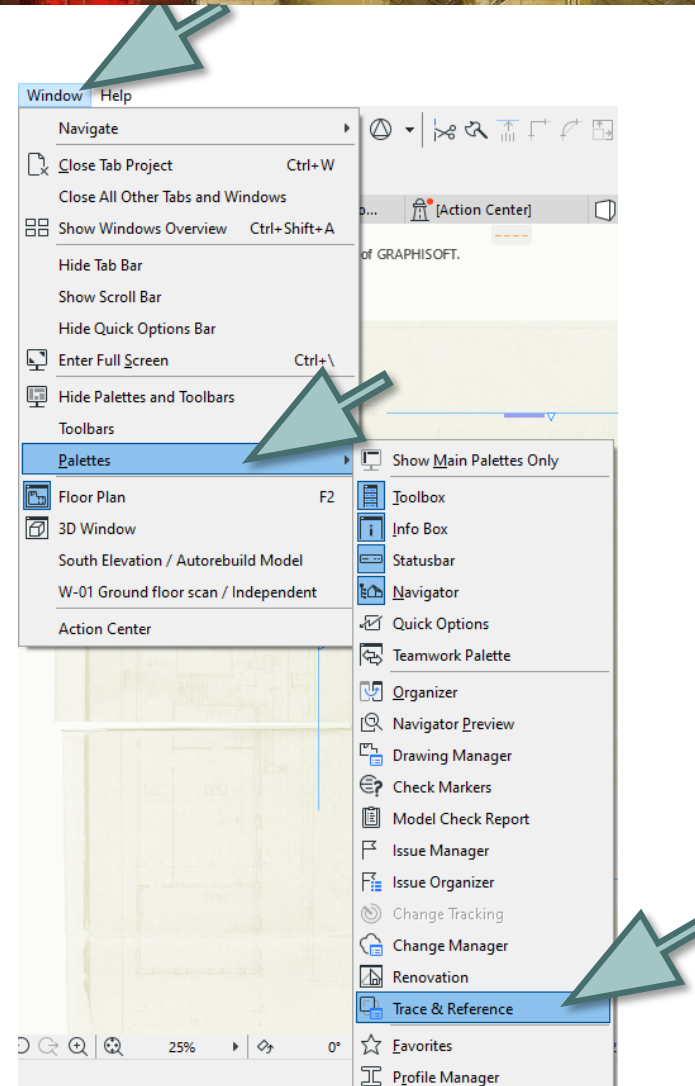 Window Help
Navigate
Close Tab Project Ctrl+W
Close All Other Tabs and Windows
Show Windows Overview Ctrl+Shift+A
[Action Center]
of GRAPHISOFT.
Hide Tab Bar
Show Scroll Bar
Hide Quick Options Bar
Enter Full Screen Ctrl+\
Hide Palettes and Toolbars
Toolbars
Palettes
Floor Plan F2
3D Window
South Elevation / Autorebuild Model
W-01 Ground floor scan / Independent
Action Center
Show Main Palettes Only
Toolbox
Info Box
Statusbar
Navigator
Quick Options
Teamwork Palette
Organizer
Navigator Preview
Drawing Manager
Check Markers
Model Check Report
Issue Manager
Issue Organizer
Change Tracking
Change Manager
Renovation
Trace & Reference
Favorites
Profile Manager
25% 0°